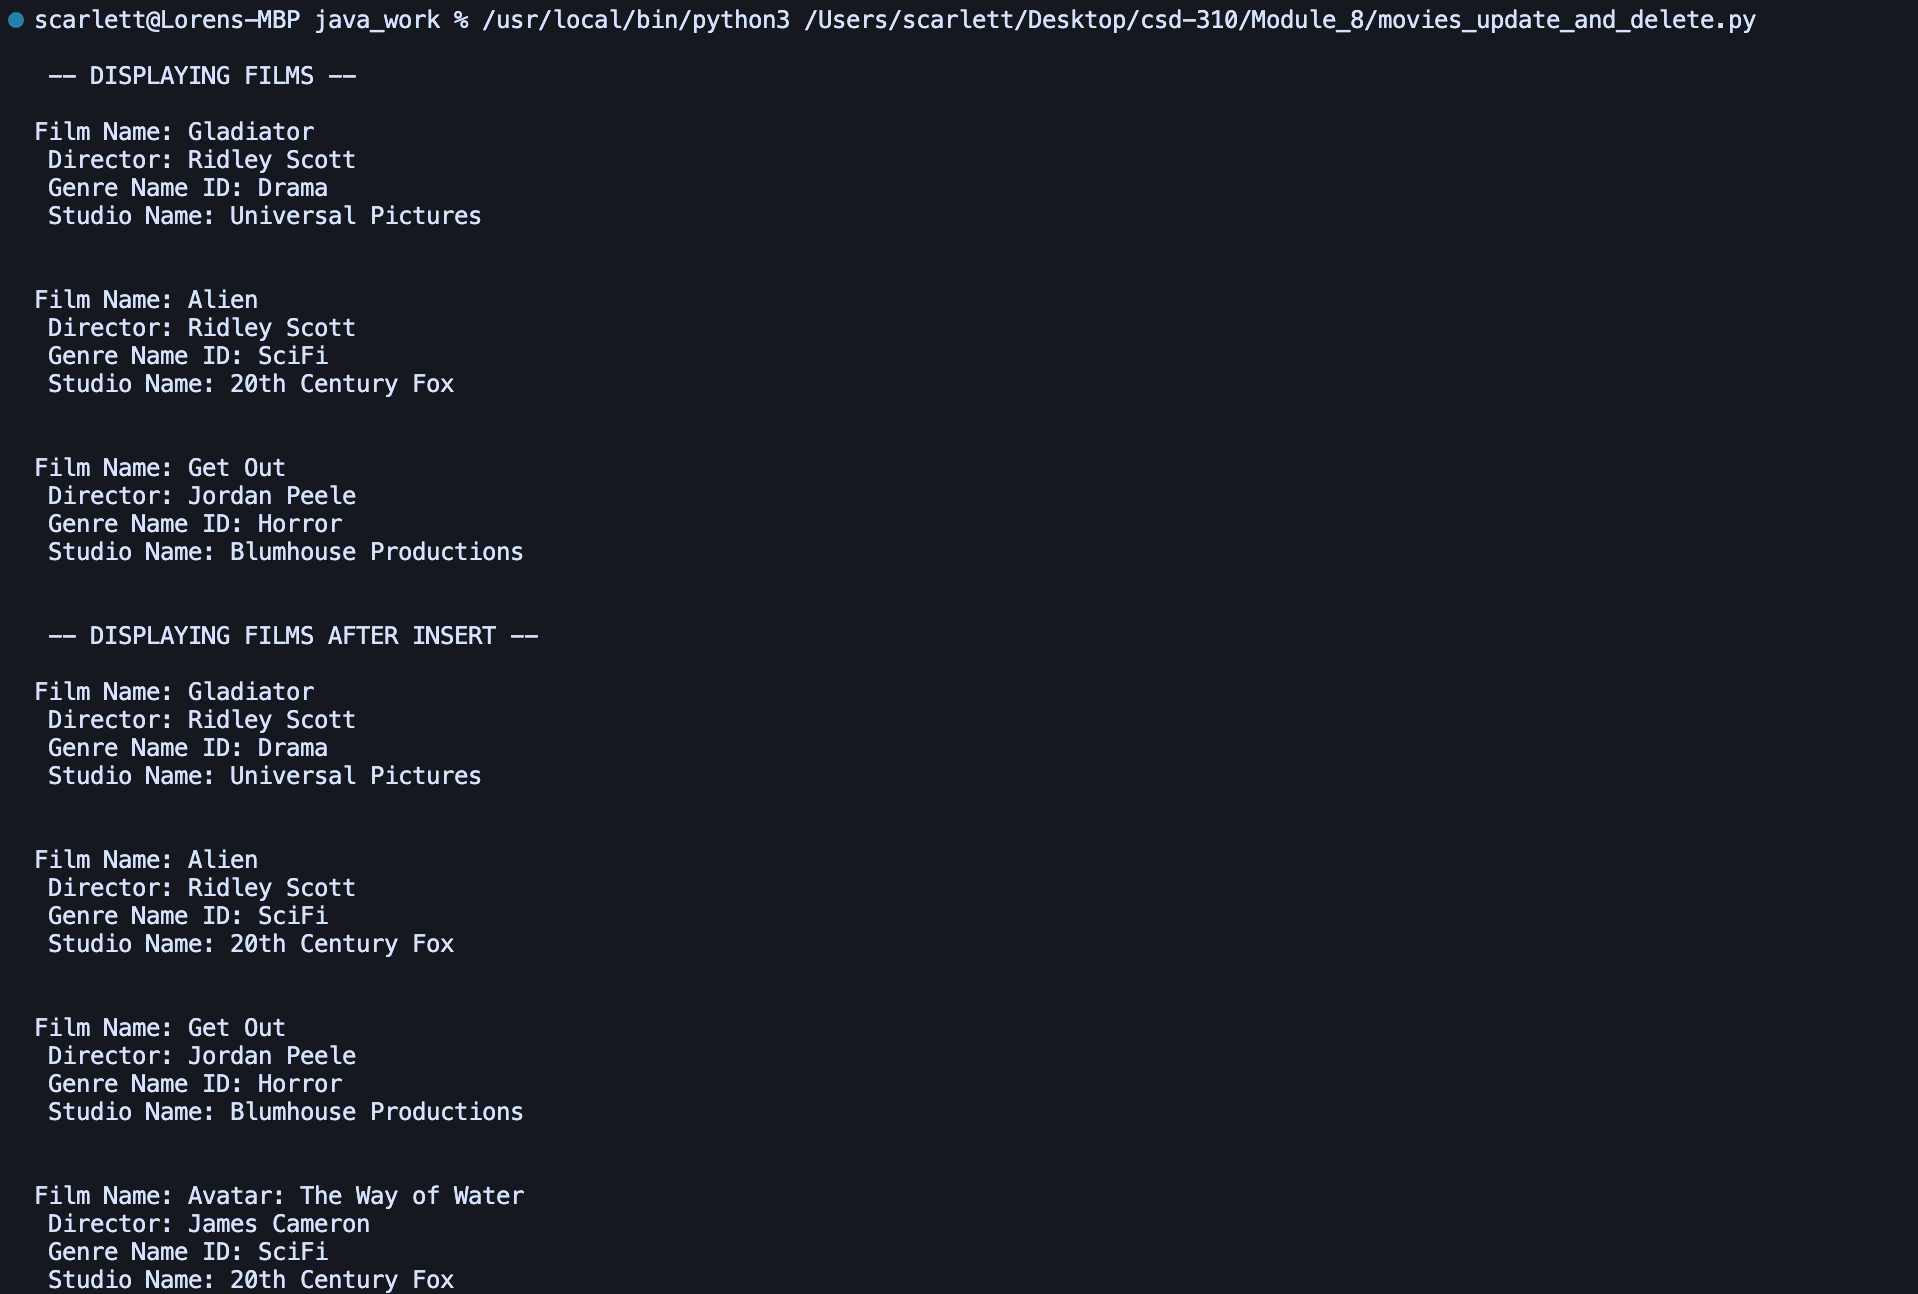 scarlett@Lorens-MBP java_work % /usr/local/bin/python3 /Users/scarlett/Desktop/csd-310/Module_8/movies_update_and_delete.py
-- DISPLAYING FILMS --
Film Name: Gladiator
Director: Ridley Scott
Genre Name ID: Drama
Studio Name: Universal Pictures
Film Name: Alien
Director: Ridley Scott
Genre Name ID: SciFi
Studio Name: 20th Century Fox
Film Name: Get Out
Director: Jordan Peele
Genre Name ID: Horror
Studio Name: Blumhouse Productions
-- DISPLAYING FILMS AFTER INSERT --
Film Name: Gladiator
Director: Ridley Scott
Genre Name ID: Drama
Studio Name: Universal Pictures
Film Name: Alien
Director: Ridley Scott
Genre Name ID: SciFi
Studio Name: 20th Century Fox
Film Name: Get Out
Director: Jordan Peele
Genre Name ID: Horror
Studio Name: Blumhouse Productions
Film Name: Avatar: The Way of Water
Director: James Cameron
Genre Name ID: SciFi
Studio Name: 20th Century Fox